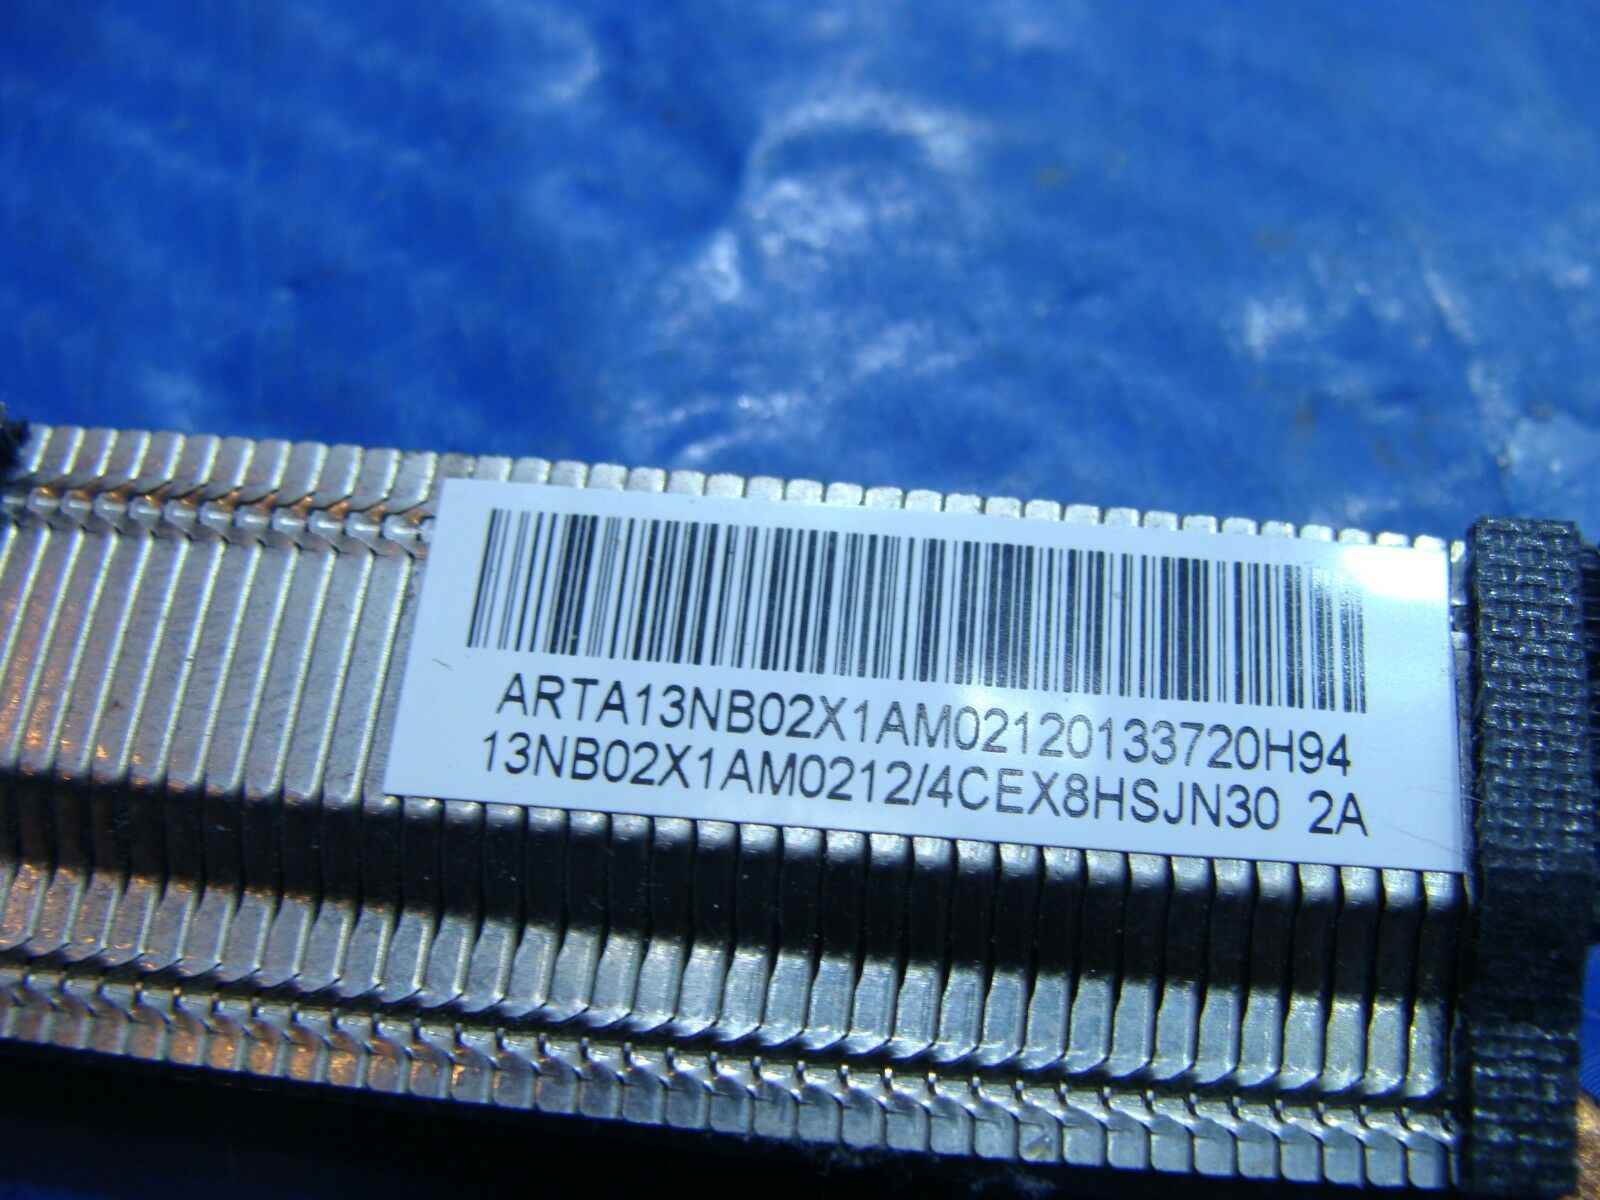 ARTA13NB02X1AM02120133720H94
13NB02X1AM0212/4CEX8HSJN30 2A